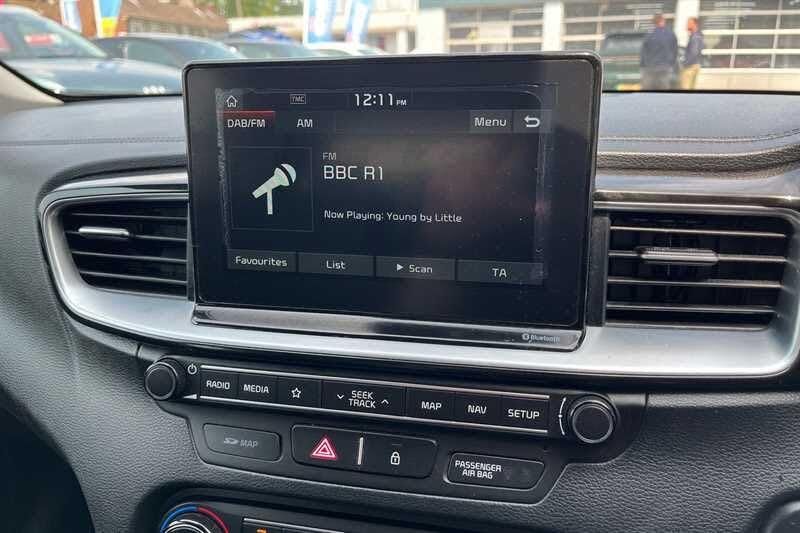 TMC
12:11 PM
DAB/FM
AM
Menu
FM
BBC R1
Now Playing: Young by Little
Favourites
List
Scan
TA
Bluetooth
RADIO
MEDIA
SEEK
TRACK
MAP
NAV
SETUP
SD MAP
PASSENGER
AIR BAG